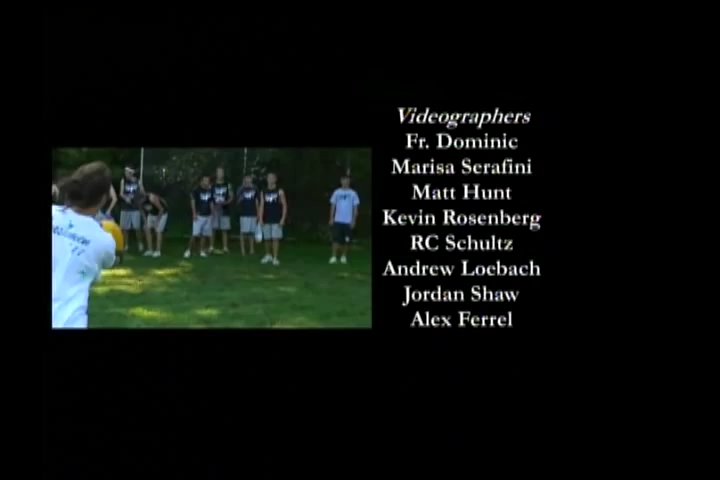 Videographers
Fr. Dominic
Marisa Serafini
Matt Hunt
Kevin Rosenberg
RC Schultz
Andrew Loebach
Jordan Shaw
Alex Ferrel